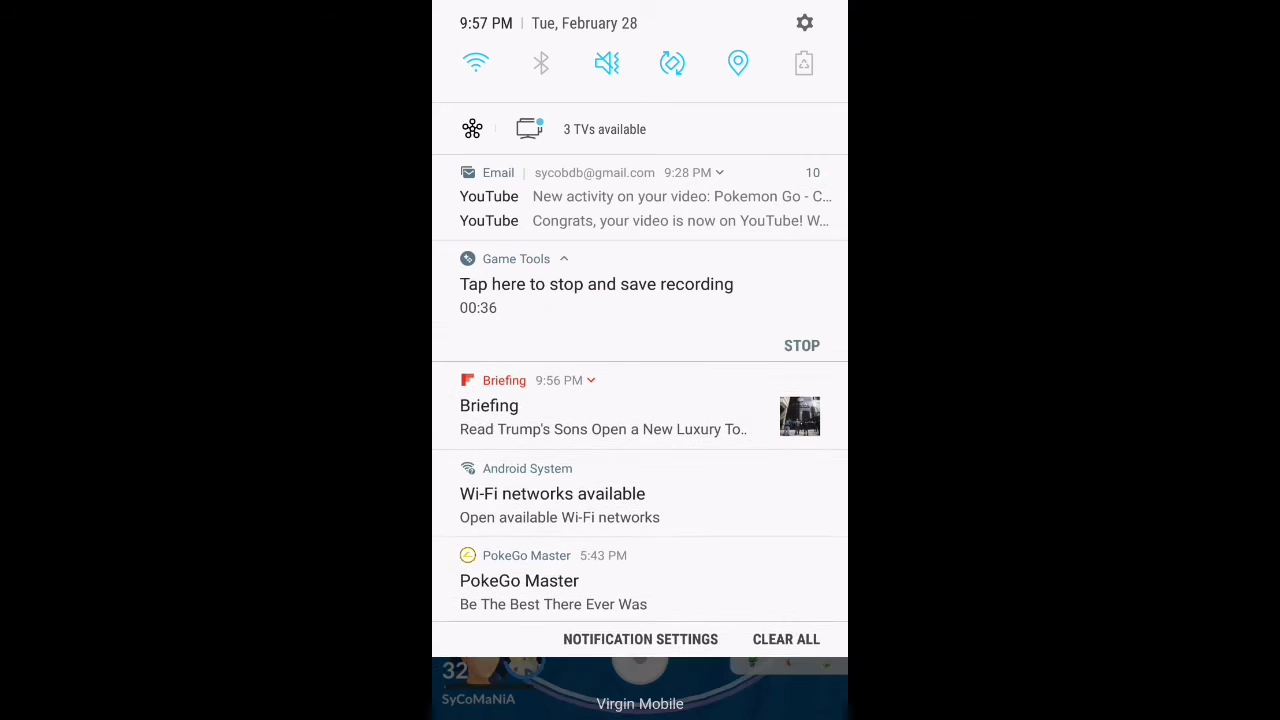 9:57 PM | Tue, February 28
3 TVs available
Email | sycobdb@gmail.com 9:28 PM 10
YouTube New activity on your video: Pokemon Go - C...
YouTube Congrats, your video is now on YouTube! W...
Game Tools
Tap here to stop and save recording
00:36
STOP
Briefing 9:56 PM
Briefing
Read Trump's Sons Open a New Luxury To..
Android System
Wi-Fi networks available
Open available Wi-Fi networks
PokeGo Master 5:43 PM
PokeGo Master
Be The Best There Ever Was
NOTIFICATION SETTINGS CLEAR ALL
32
SyCoMaNiA
Virgin Mobile